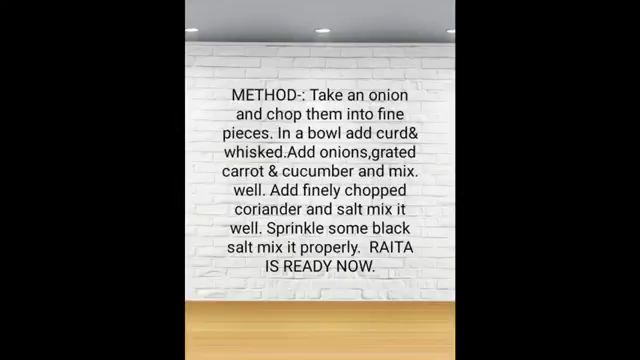 METHOD-: Take an onion
and chop them into fine
pieces. In a bowl add curd&
whisked.Add onions,grated
carrot & cucumber and mix.
well. Add finely chopped
coriander and salt mix it
well. Sprinkle some black
salt mix it properly.  RAITA
IS READY NOW.